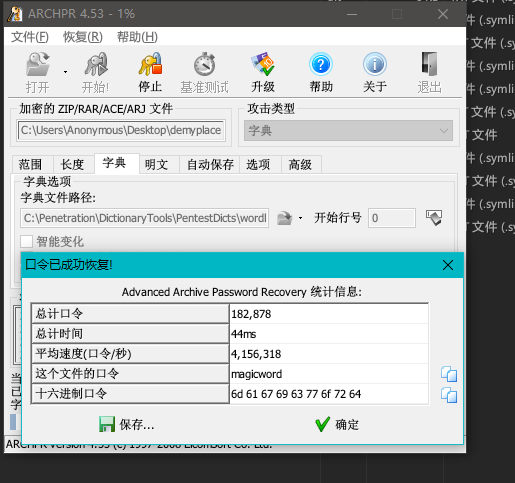 ARCHPR 4.53 - 1%
文件(F) 恢复(R) 帮助(H)
打开 开始! 停止 基准测试 升级 帮助 关于 退出
加密的 ZIP/RAR/ACE/ARJ 文件 攻击类型
C:\Users\Anonymous\Desktop\demyplace 字典
范围 长度 字典 明文 自动保存 选项 高级
字典选项
字典文件路径:
C:\Penetration\DictionaryTools\PentestDicts\wordl 开始行号 0
智能变化
口令已成功恢复!
Advanced Archive Password Recovery 统计信息:
总计口令 182,878
总计时间 44ms
平均速度(口令/秒) 4,156,318
这个文件的口令 magicword
十六进制口令 6d 61 67 69 63 77 6f 72 64
保存... 确定
ARCHPR version 4.53 (c) 1997-2008 ElcomSoft Co. Ltd.
文件 (.symli
文件 (.symli
文件 (.symli
文件 (.symli
文件 (.symli
文件
文件 (.symli
文件 (.symli
文件 (.symli